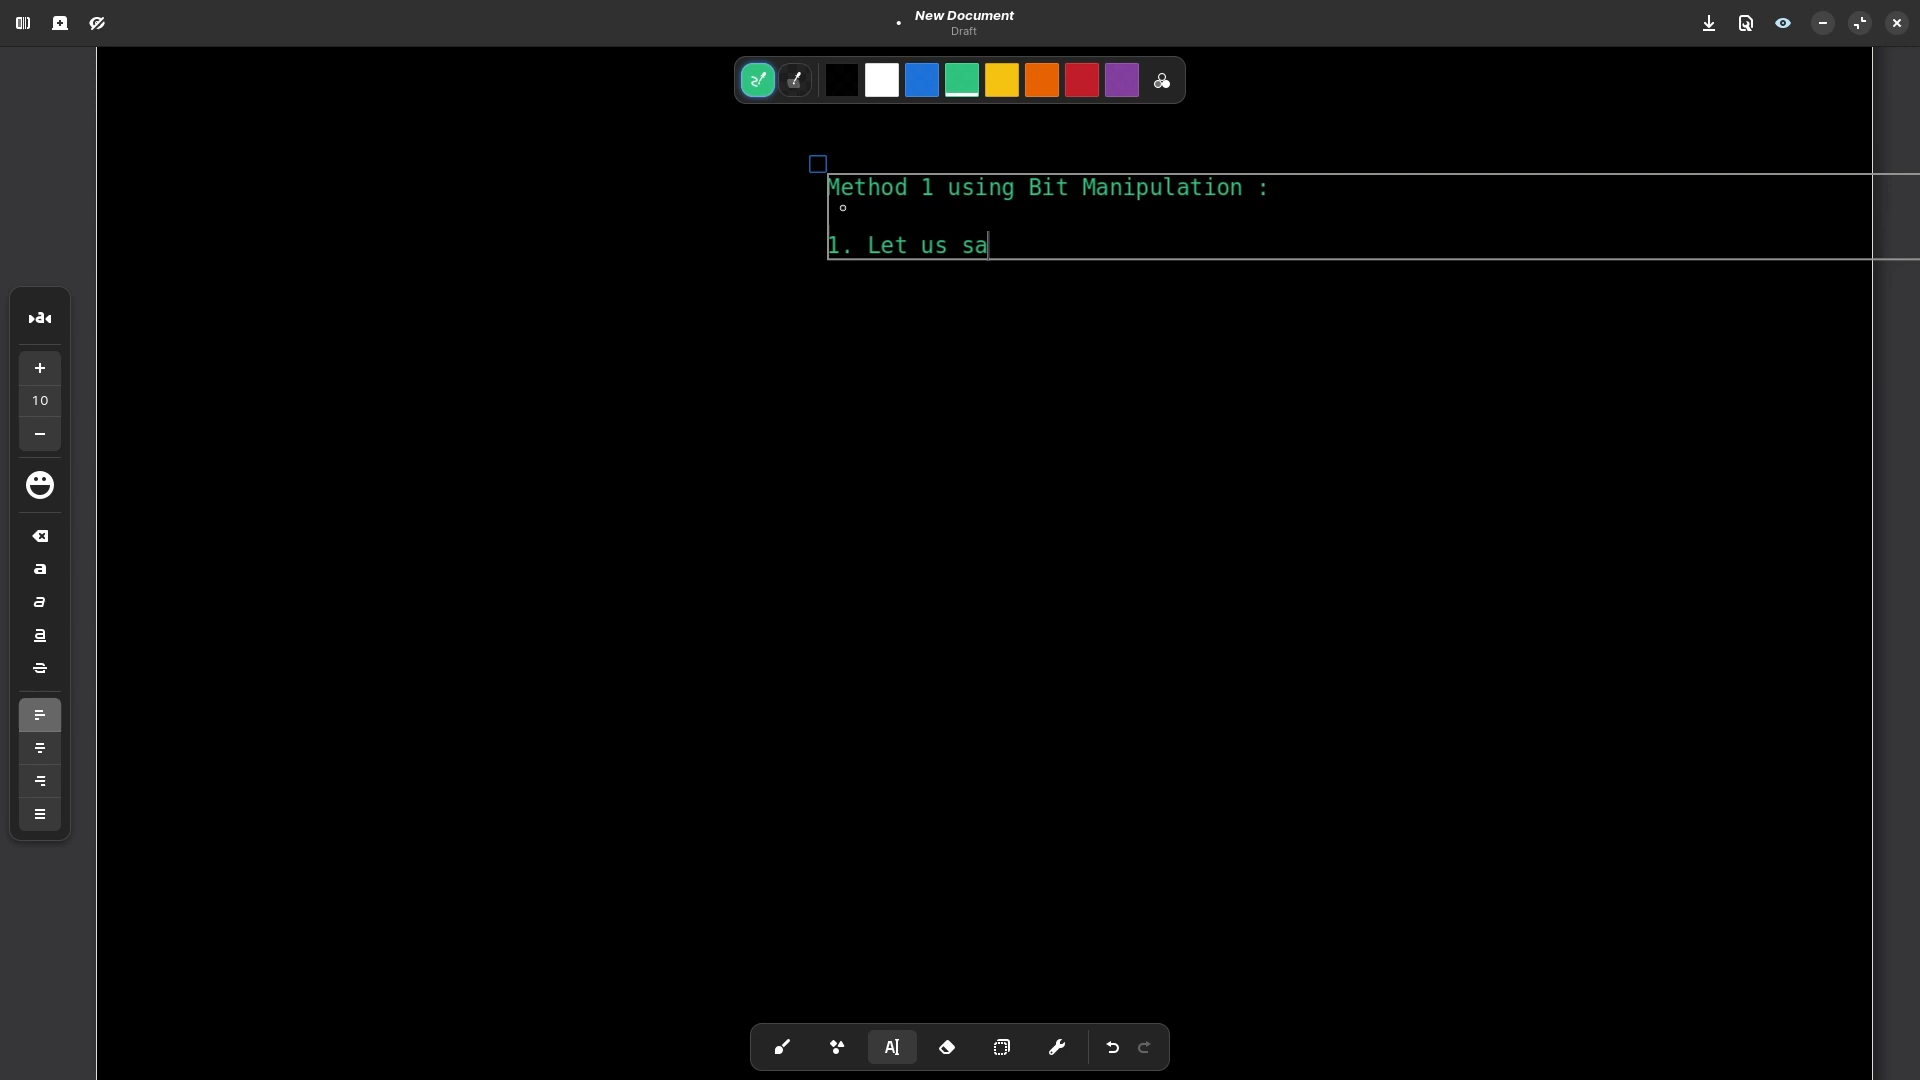 New Document
Draft
Method 1 using Bit Manipulation :
1. Let us sa
10